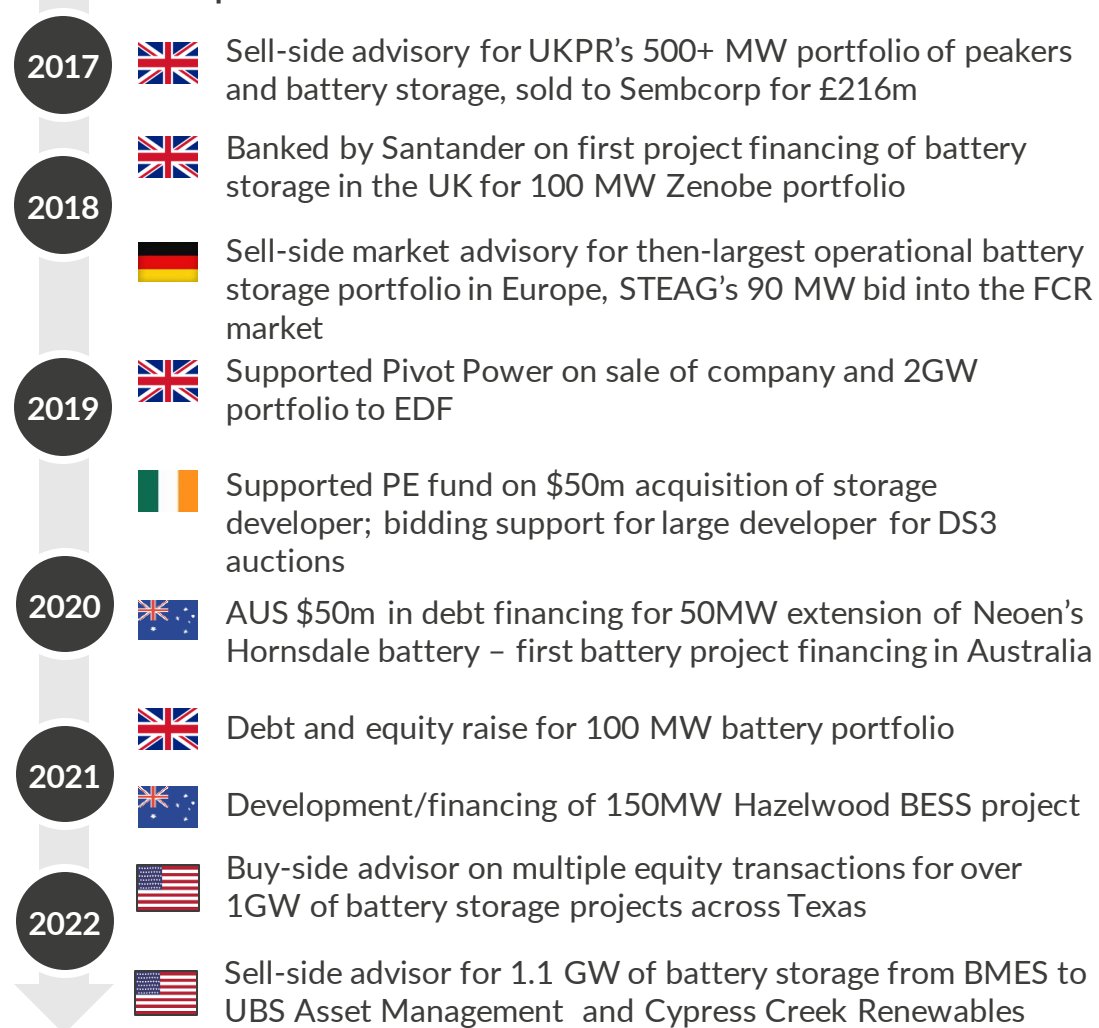 2017
Sell-side advisory for UKPR’s 500+ MW portfolio of peakers
and battery storage, sold to Sembcorp for £216m
Banked by Santander on first project financing of battery
storage in the UK for 100 MW Zenobe portfolio
2018
Sell-side market advisory for then-largest operational battery
storage portfolio in Europe, STEAG’s 90 MW bid into the FCR
market
Supported Pivot Power on sale of company and 2GW
portfolio to EDF
2019
Supported PE fund on $50m acquisition of storage
developer; bidding support for large developer for DS3
auctions
2020
AUS $50m in debt financing for 50MW extension of Neoen’s
Hornsdale battery – first battery project financing in Australia
Debt and equity raise for 100 MW battery portfolio
2021
Development/financing of 150MW Hazelwood BESS project
Buy-side advisor on multiple equity transactions for over
1GW of battery storage projects across Texas
2022
Sell-side advisor for 1.1 GW of battery storage from BMES to
UBS Asset Management and Cypress Creek Renewables